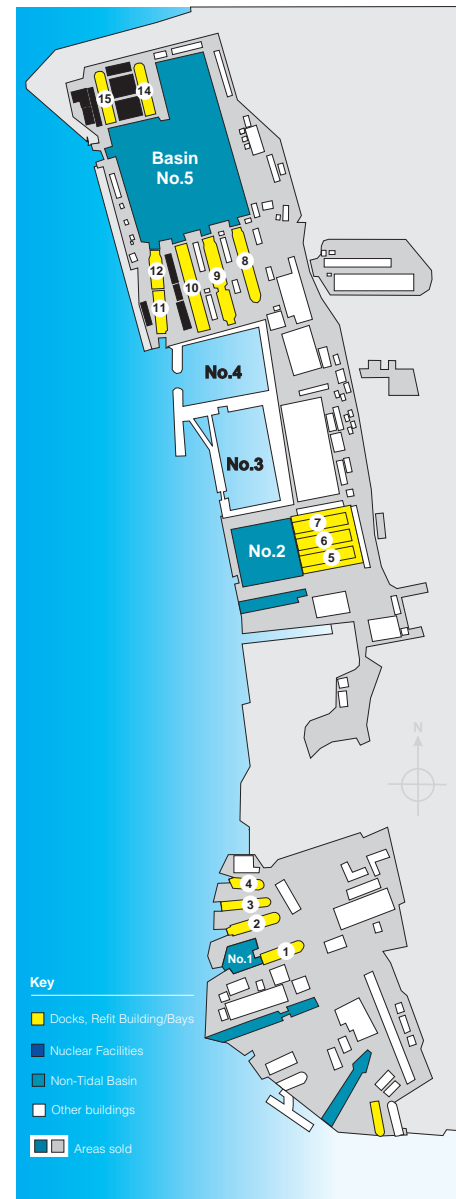 15
14
Basin
No.5
12
11
10
9
8
No.4
No.3
No.2
7
6
5
N
4
3
2
No.1
1
Key
Docks, Refit Building/Bays
Nuclear Facilities
Non-Tidal Basin
Other buildings
Areas sold